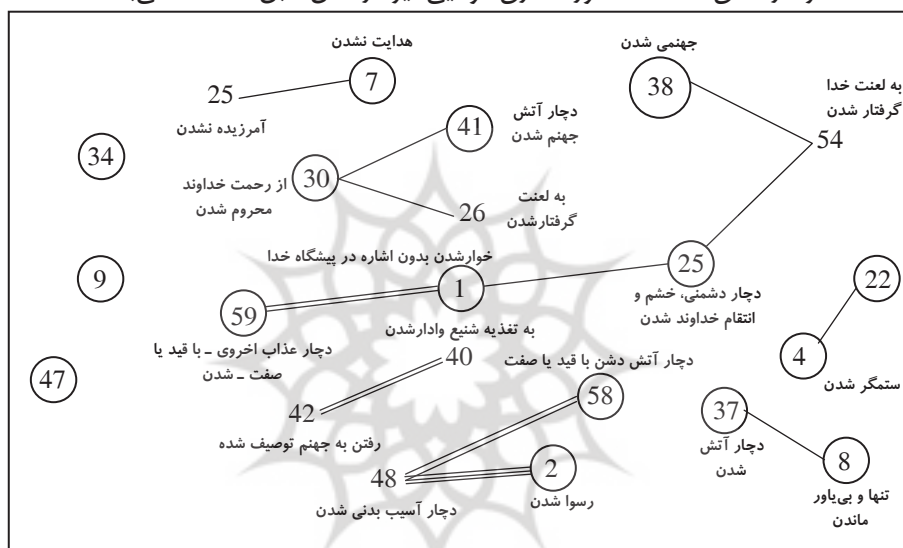 هدایت نشدن
7
25
آمرزیده نشدن
جهنمی شدن
38
به لعنت خدا
گرفتار شدن
54
دچار آتش
جهنم شدن
41
34
30
از رحمت خداوند
محروم شدن
به لعنت
گرفتارشدن
26
خوارشدن بدون اشاره در پیشگاه خدا
1
25
دچار دشمنی، خشم و
انتقام خداوند شدن
22
9
59
دچار عذاب اخروی ـ با قید یا
صفت ـ شدن
به تغذیه شنیع وادارشدن
40
4
ستمگر شدن
47
دچار آتش دشن با قید یا صفت
58
42
رفتن به جهنم توصیف شده
37
دچار آتش
شدن
8
تنها و بی‌یاور
ماندن
48
دچار آسیب بدنی شدن
2
رسوا شدن